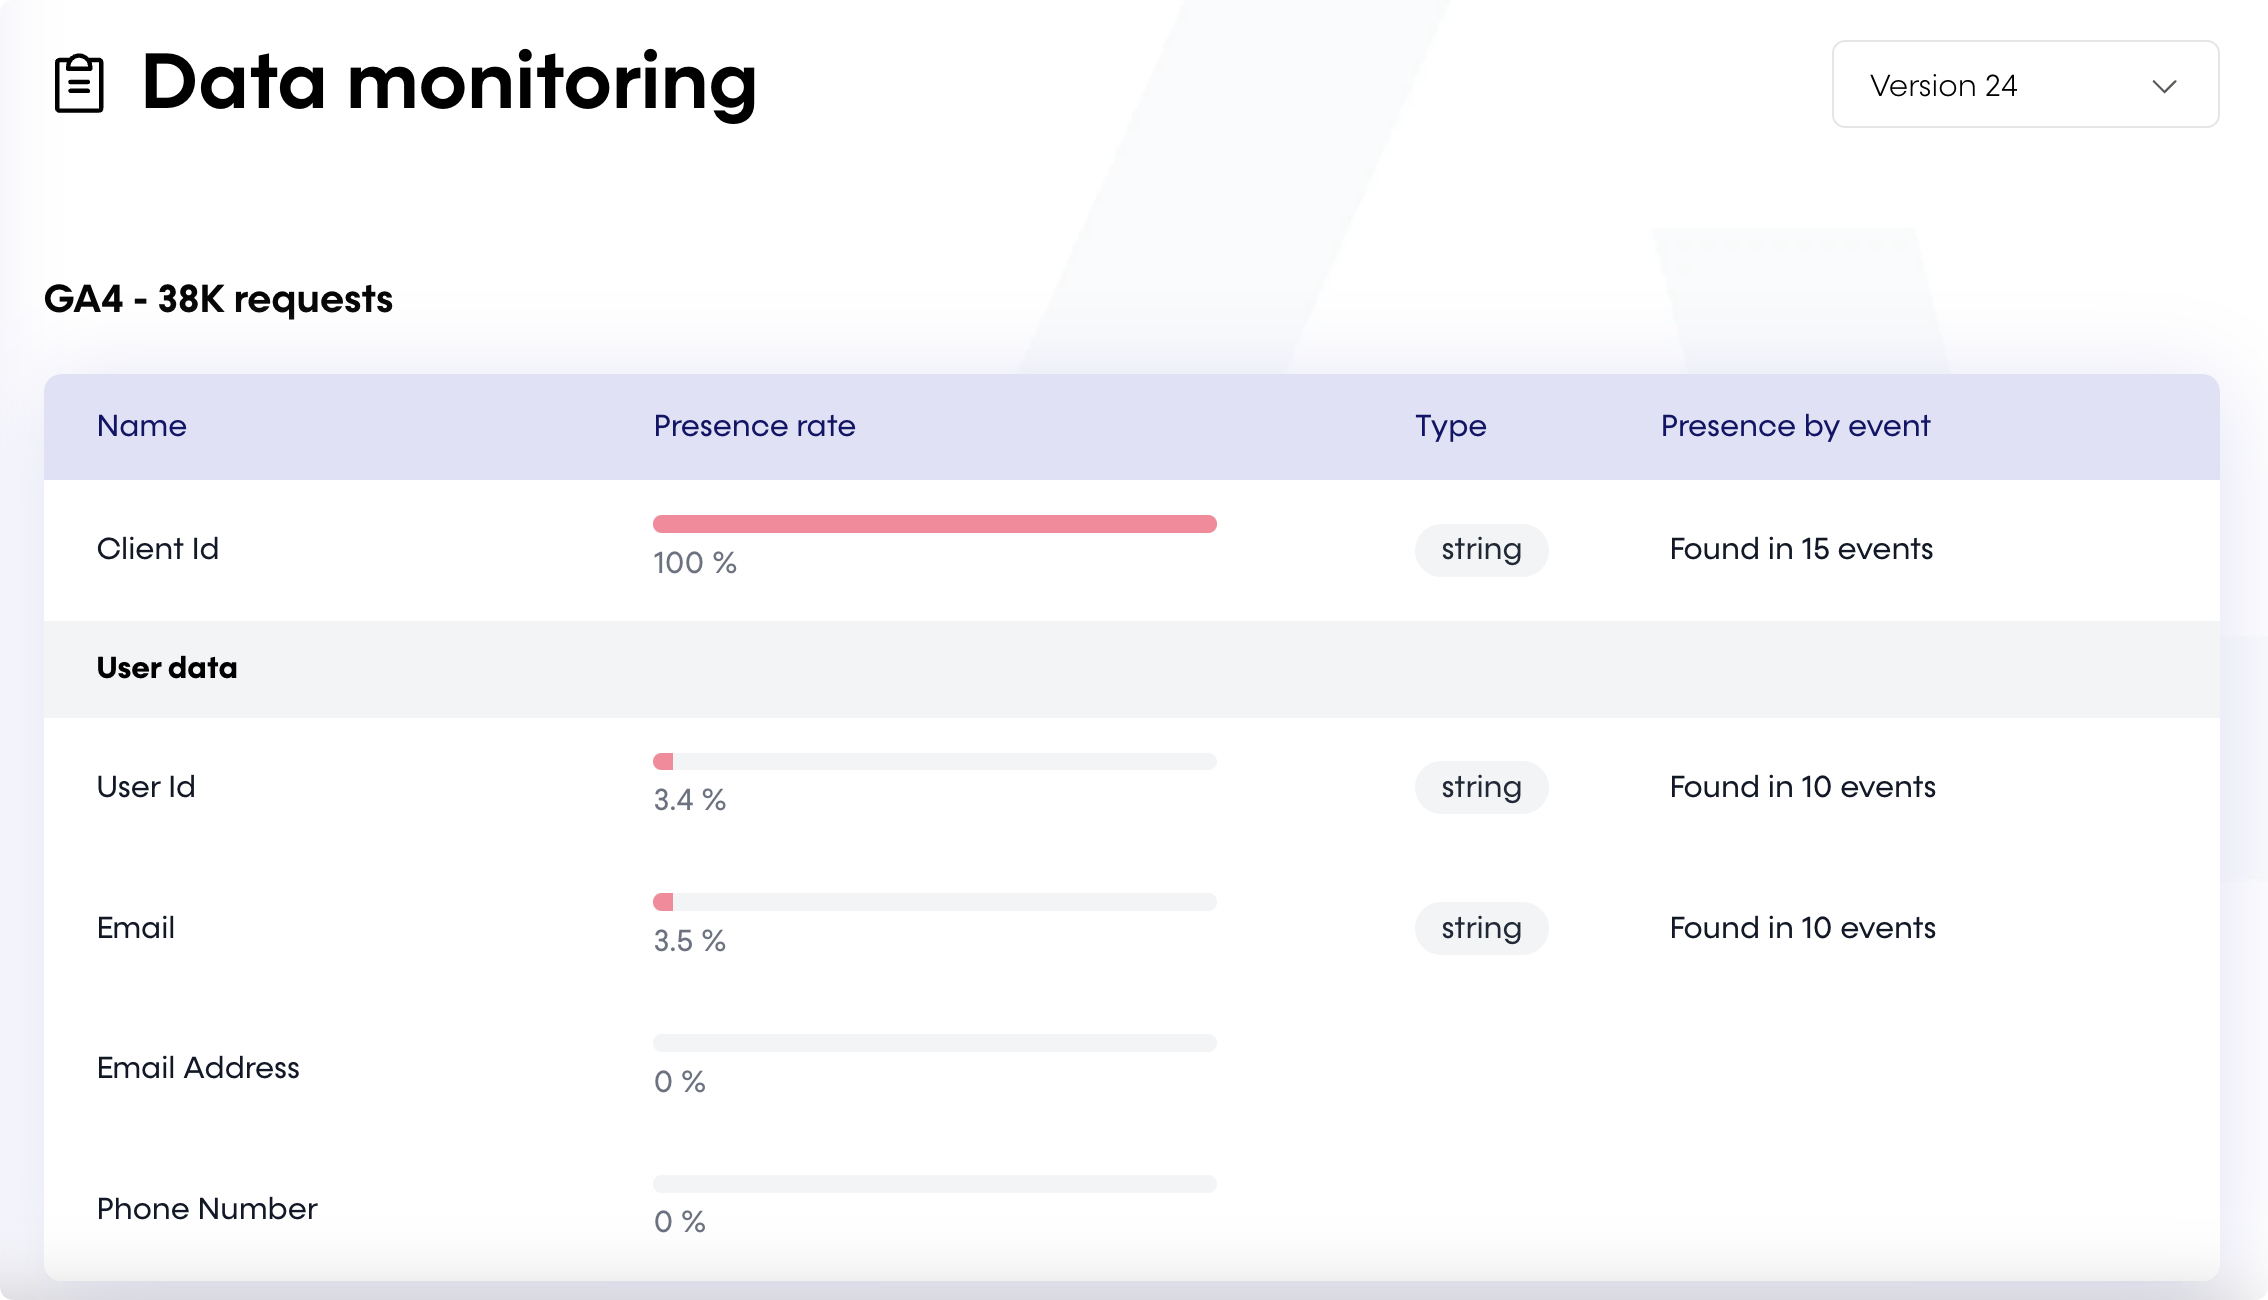 Data monitoring
Version 24
GA4 - 38K requests
Name Presence rate Type Presence by event
Client Id 100 % string Found in 15 events
User data
User Id 3.4 % string Found in 10 events
Email 3.5 % string Found in 10 events
Email Address 0 %
Phone Number 0 %